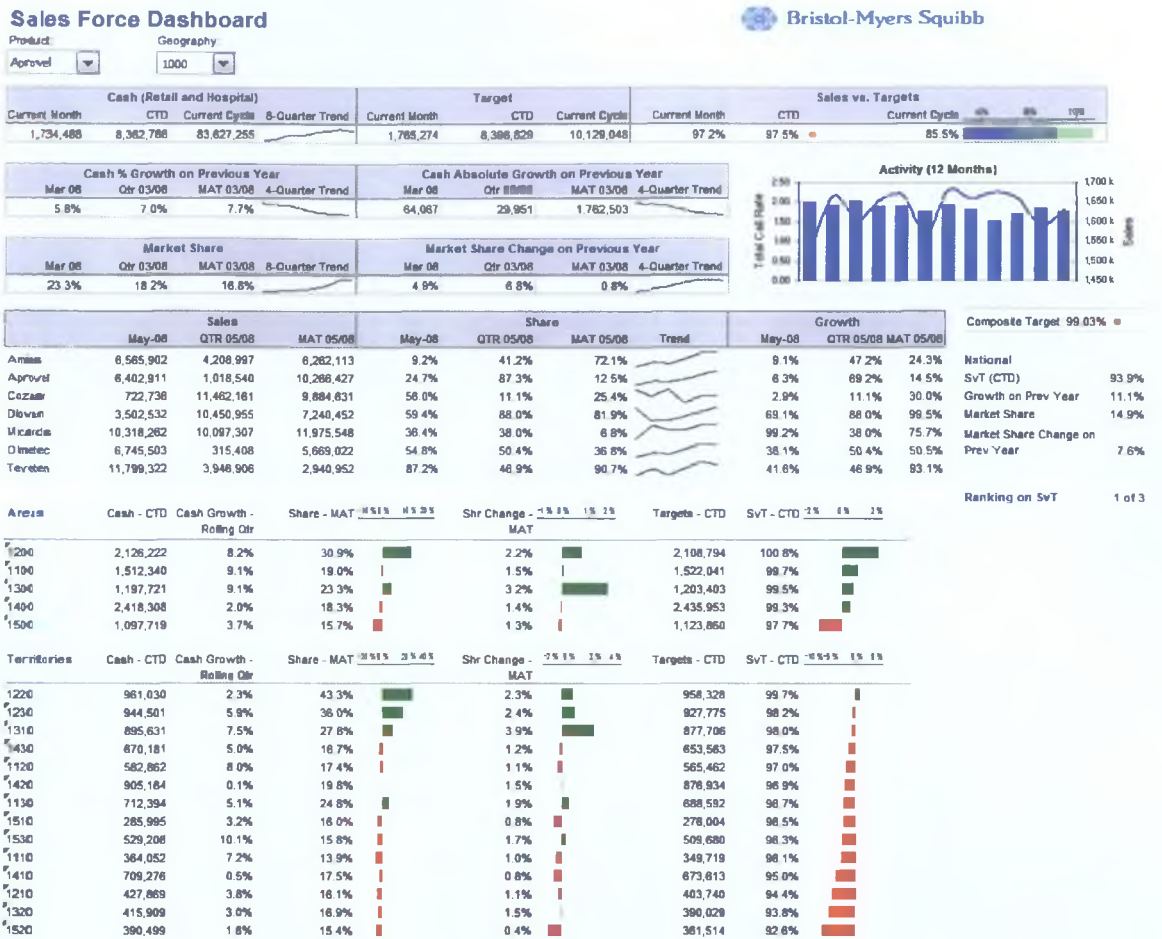 Sales Force Dashboard
Bristol-Myers Squibb
Product: Geography
Aprovel 1000
Cash (Retail and Hospital) Target Sales vs. Targets
Current Month CTD Current Cycle 8-Quarter Trend Current Month CTD Current Cycle Current Month CTD Current Cycle
1,734,488 8,362,786 83,627,255 1,765,274 8,396,829 10,129,048 97.2% 97.5% 85.5%
Cash % Growth on Previous Year Cash Absolute Growth on Previous Year Activity (12 Months)
Mar 08 Qtr 03/08 MAT 03/08 4-Quarter Trend Mar 08 Qtr MAT 03/08 4-Quarter Trend
5.8% 7.0% 7.7% 64,067 29,951 1,762,503
Market Share Market Share Change on Previous Year
Mar 08 Qtr 03/08 MAT 03/08 8-Quarter Trend Mar 08 Qtr 03/08 MAT 03/08 4-Quarter Trend
23.3% 18.2% 16.8% 4.9% 6.8% 0.8%
Total Call Rate
2.50
2.00
1.50
1.00
0.50
0.00
1,700 k
1,650 k
1,600 k
1,550 k
1,500 k
1,450 k
Sales
Sales Share Growth
May-08 QTR 05/08 MAT 05/08 May-08 QTR 05/08 MAT 05/08 Trend May-08 QTR 05/08 MAT 05/08
6,565,902 4,208,997 6,262,113 9.2% 41.2% 72.1% 9.1% 47.2% 24.3%
Aprovel 6,402,911 1,018,540 10,266,427 24.7% 87.3% 12.5% 6.3% 69.2% 14.5%
Cozaar 722,736 11,462,161 9,884,631 56.0% 11.1% 25.4% 2.9% 11.1% 30.0%
Diovan 3,502,532 10,450,955 7,240,452 59.4% 88.0% 81.9% 69.1% 88.0% 99.5%
Micardis 10,318,262 10,097,307 11,975,548 36.4% 38.0% 6.8% 99.2% 38.0% 75.7%
Olmetec 6,745,503 315,408 5,669,022 54.8% 50.4% 36.8% 38.1% 50.4% 50.5%
Teveten 11,799,322 3,946,906 2,940,952 87.2% 46.9% 90.7% 41.6% 46.9% 93.1%
Composite Target 99.03%
National
SvT (CTD) 93.9%
Growth on Prev Year 11.1%
Market Share 14.9%
Market Share Change on
Prev Year 7.6%
Ranking on SvT 1 of 3
Areas Cash - CTD Cash Growth - Share - MAT Shr Change - Targets - CTD SvT - CTD
Rolling Qtr MAT
1200 2,126,222 8.2% 30.9% 2.2% 2,108,794 100.8%
1100 1,512,340 9.1% 19.0% 1.5% 1,522,041 99.7%
1300 1,197,721 9.1% 23.3% 3.2% 1,203,403 99.5%
1400 2,418,308 2.0% 18.3% 1.4% 2,435,953 99.3%
1500 1,097,719 3.7% 15.7% 1.3% 1,123,860 97.7%
Territories Cash - CTD Cash Growth - Share - MAT Shr Change - Targets - CTD SvT - CTD
Rolling Qtr MAT
1220 961,030 2.3% 43.3% 2.3% 958,328 99.7%
1230 944,501 5.9% 36.0% 2.4% 927,775 98.2%
1310 895,631 7.5% 27.8% 3.9% 877,706 98.0%
1430 670,181 5.0% 16.7% 1.2% 653,563 97.5%
1120 582,862 8.0% 17.4% 1.1% 565,462 97.0%
1420 905,164 0.1% 19.8% 1.5% 876,934 96.9%
1130 712,394 5.1% 24.8% 1.9% 688,592 96.7%
1510 285,995 3.2% 16.0% 0.8% 276,004 96.5%
1530 529,206 10.1% 15.8% 1.7% 509,680 96.3%
1110 364,052 7.2% 13.9% 1.0% 349,719 96.1%
1410 709,276 0.5% 17.5% 0.8% 673,613 95.0%
1210 427,869 3.8% 16.1% 1.1% 403,740 94.4%
1320 415,909 3.0% 16.9% 1.5% 390,029 93.8%
1520 390,499 1.6% 15.4% 0.4% 361,514 92.6%